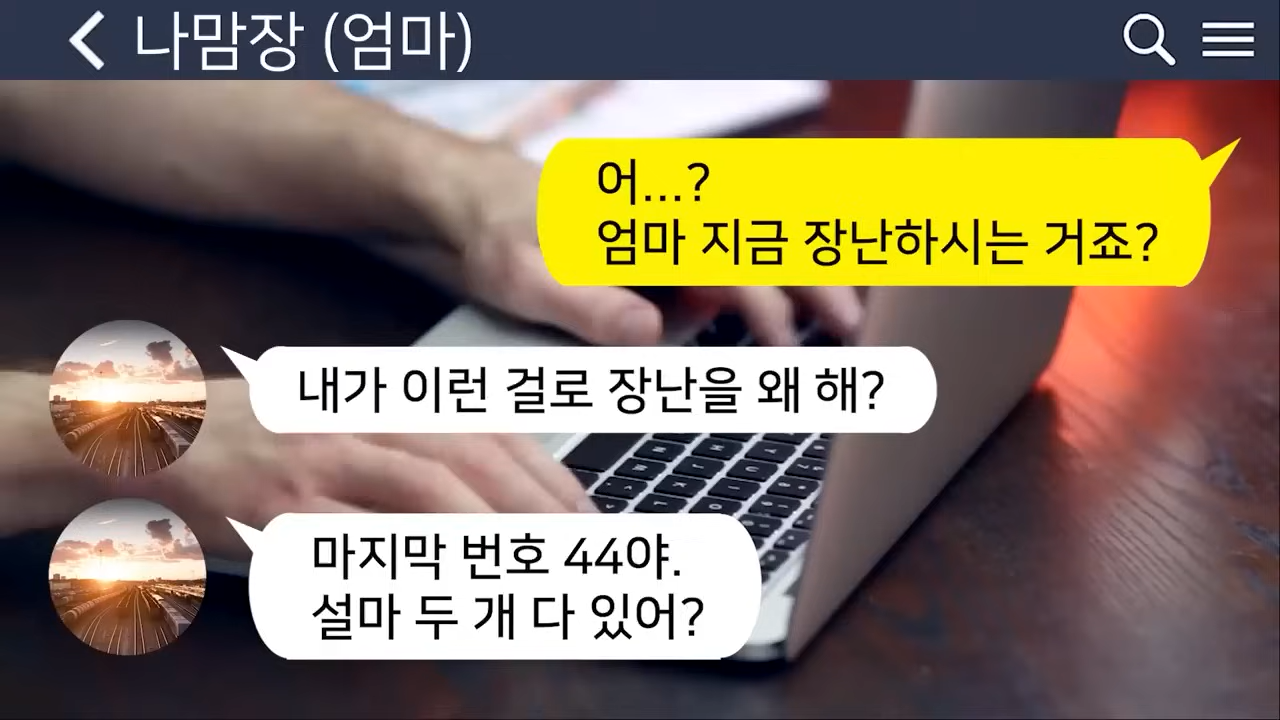 나맘장 (엄마)
어...?
엄마 지금 장난하시는 거죠?
내가 이런 걸로 장난을 왜 해?
마지막 번호 44야.
설마 두 개 다 있어?